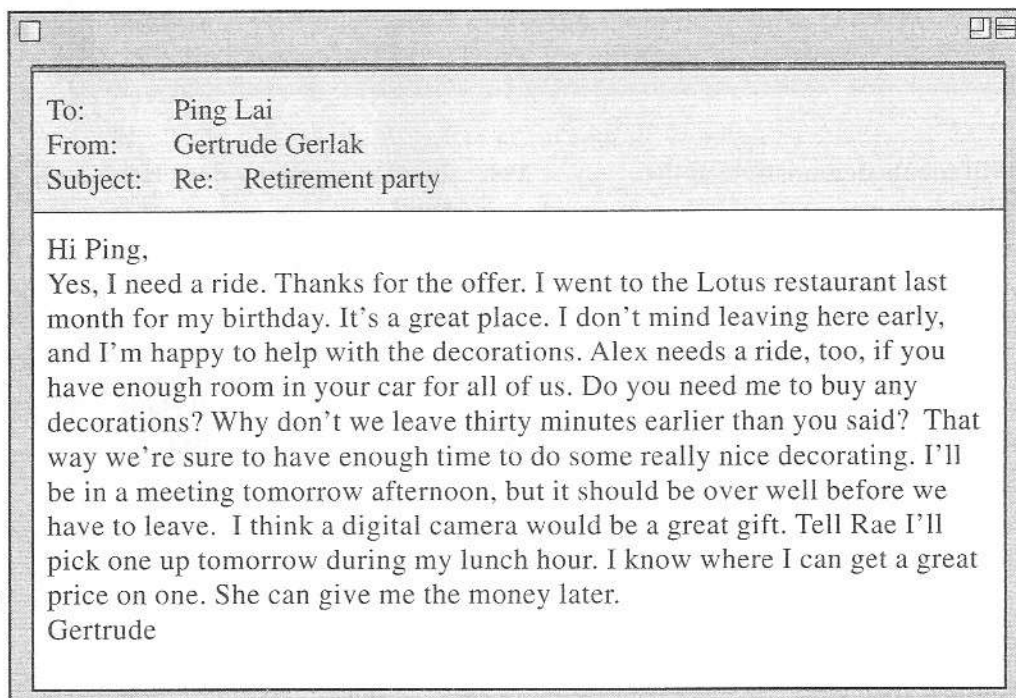 To: Ping Lai
From: Gertrude Gerlak
Subject: Re: Retirement party
Hi Ping,
Yes, I need a ride. Thanks for the offer. I went to the Lotus restaurant last
month for my birthday. It's a great place. I don't mind leaving here early,
and I'm happy to help with the decorations. Alex needs a ride, too, if you
have enough room in your car for all of us. Do you need me to buy any
decorations? Why don't we leave thirty minutes earlier than you said? That
way we're sure to have enough time to do some really nice decorating. I'll
be in a meeting tomorrow afternoon, but it should be over well before we
have to leave. I think a digital camera would be a great gift. Tell Rae I'll
pick one up tomorrow during my lunch hour. I know where I can get a great
price on one. She can give me the money later.
Gertrude